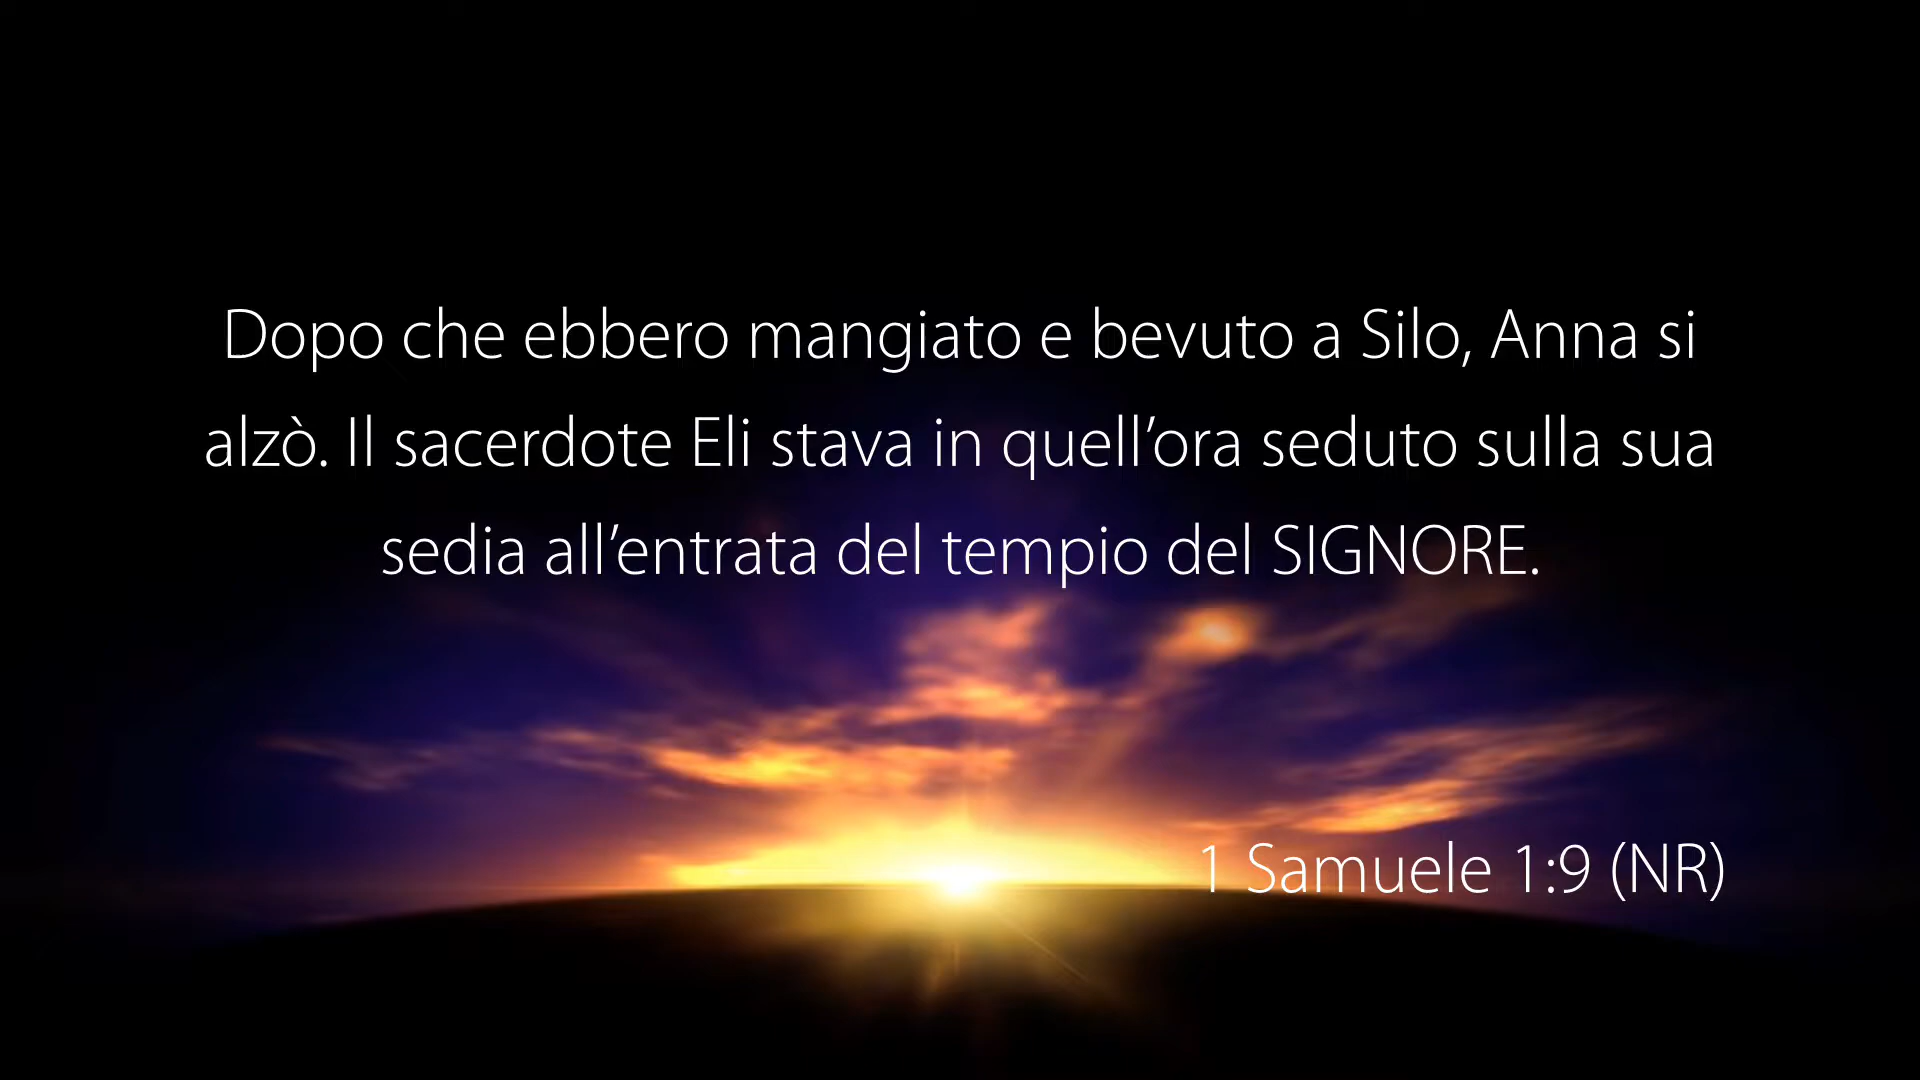 Dopo che ebbero mangiato e bevuto a Silo, Anna si
alzò. Il sacerdote Eli stava in quell’ora seduto sulla sua
sedia all’entrata del tempio del SIGNORE.
1 Samuele 1:9 (NR)